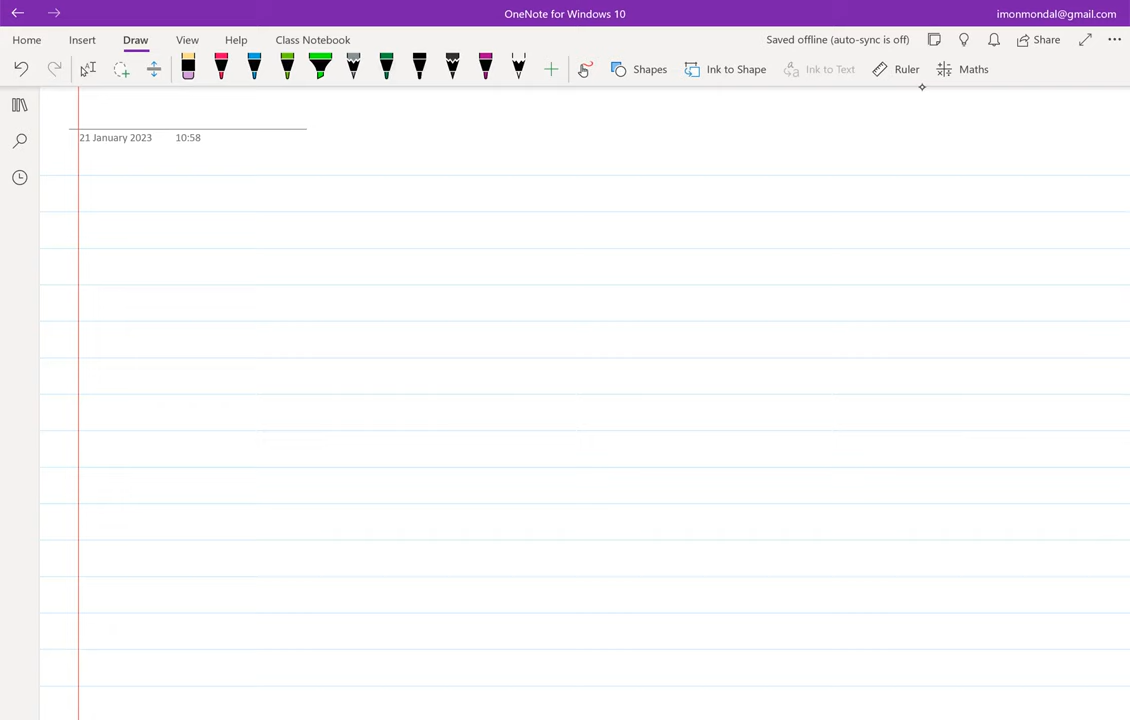 OneNote for Windows 10
imonmondal@gmail.com
Home Insert Draw View Help Class Notebook
Saved offline (auto-sync is off) Share
Shapes Ink to Shape Ink to Text Ruler Maths
21 January 2023 10:58